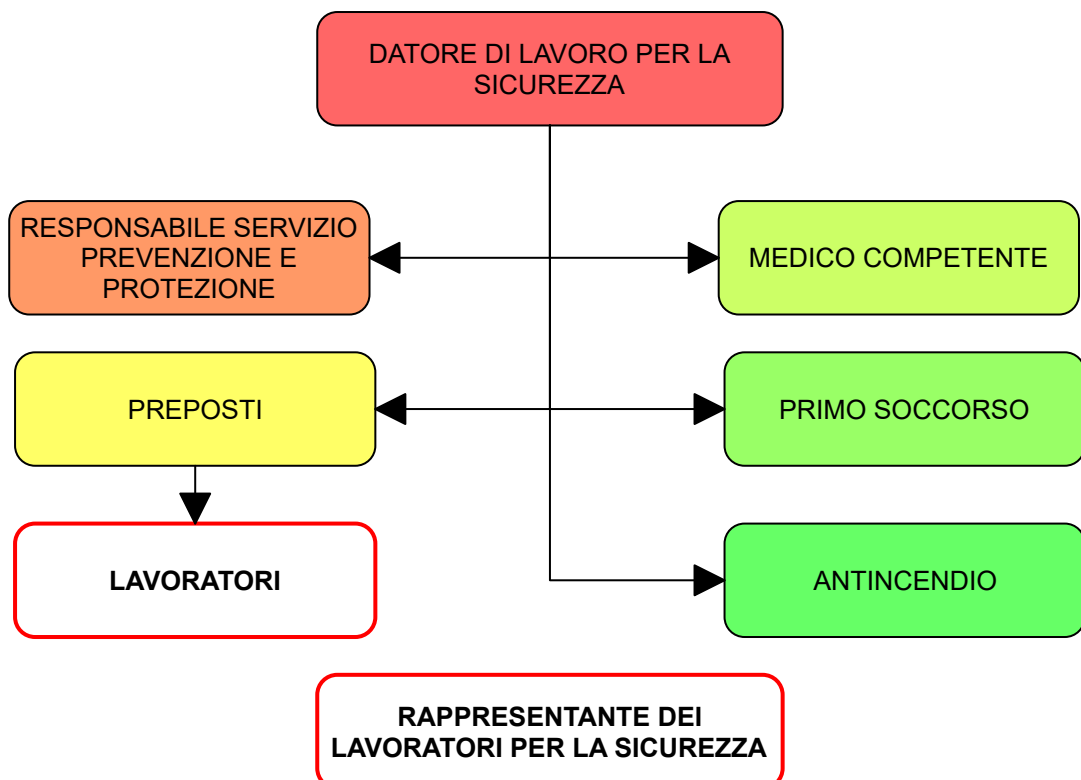 DATORE DI LAVORO PER LA
SICUREZZA
RESPONSABILE SERVIZIO
PREVENZIONE E
PROTEZIONE
MEDICO COMPETENTE
PREPOSTI
PRIMO SOCCORSO
LAVORATORI
ANTINCENDIO
RAPPRESENTANTE DEI
LAVORATORI PER LA SICUREZZA